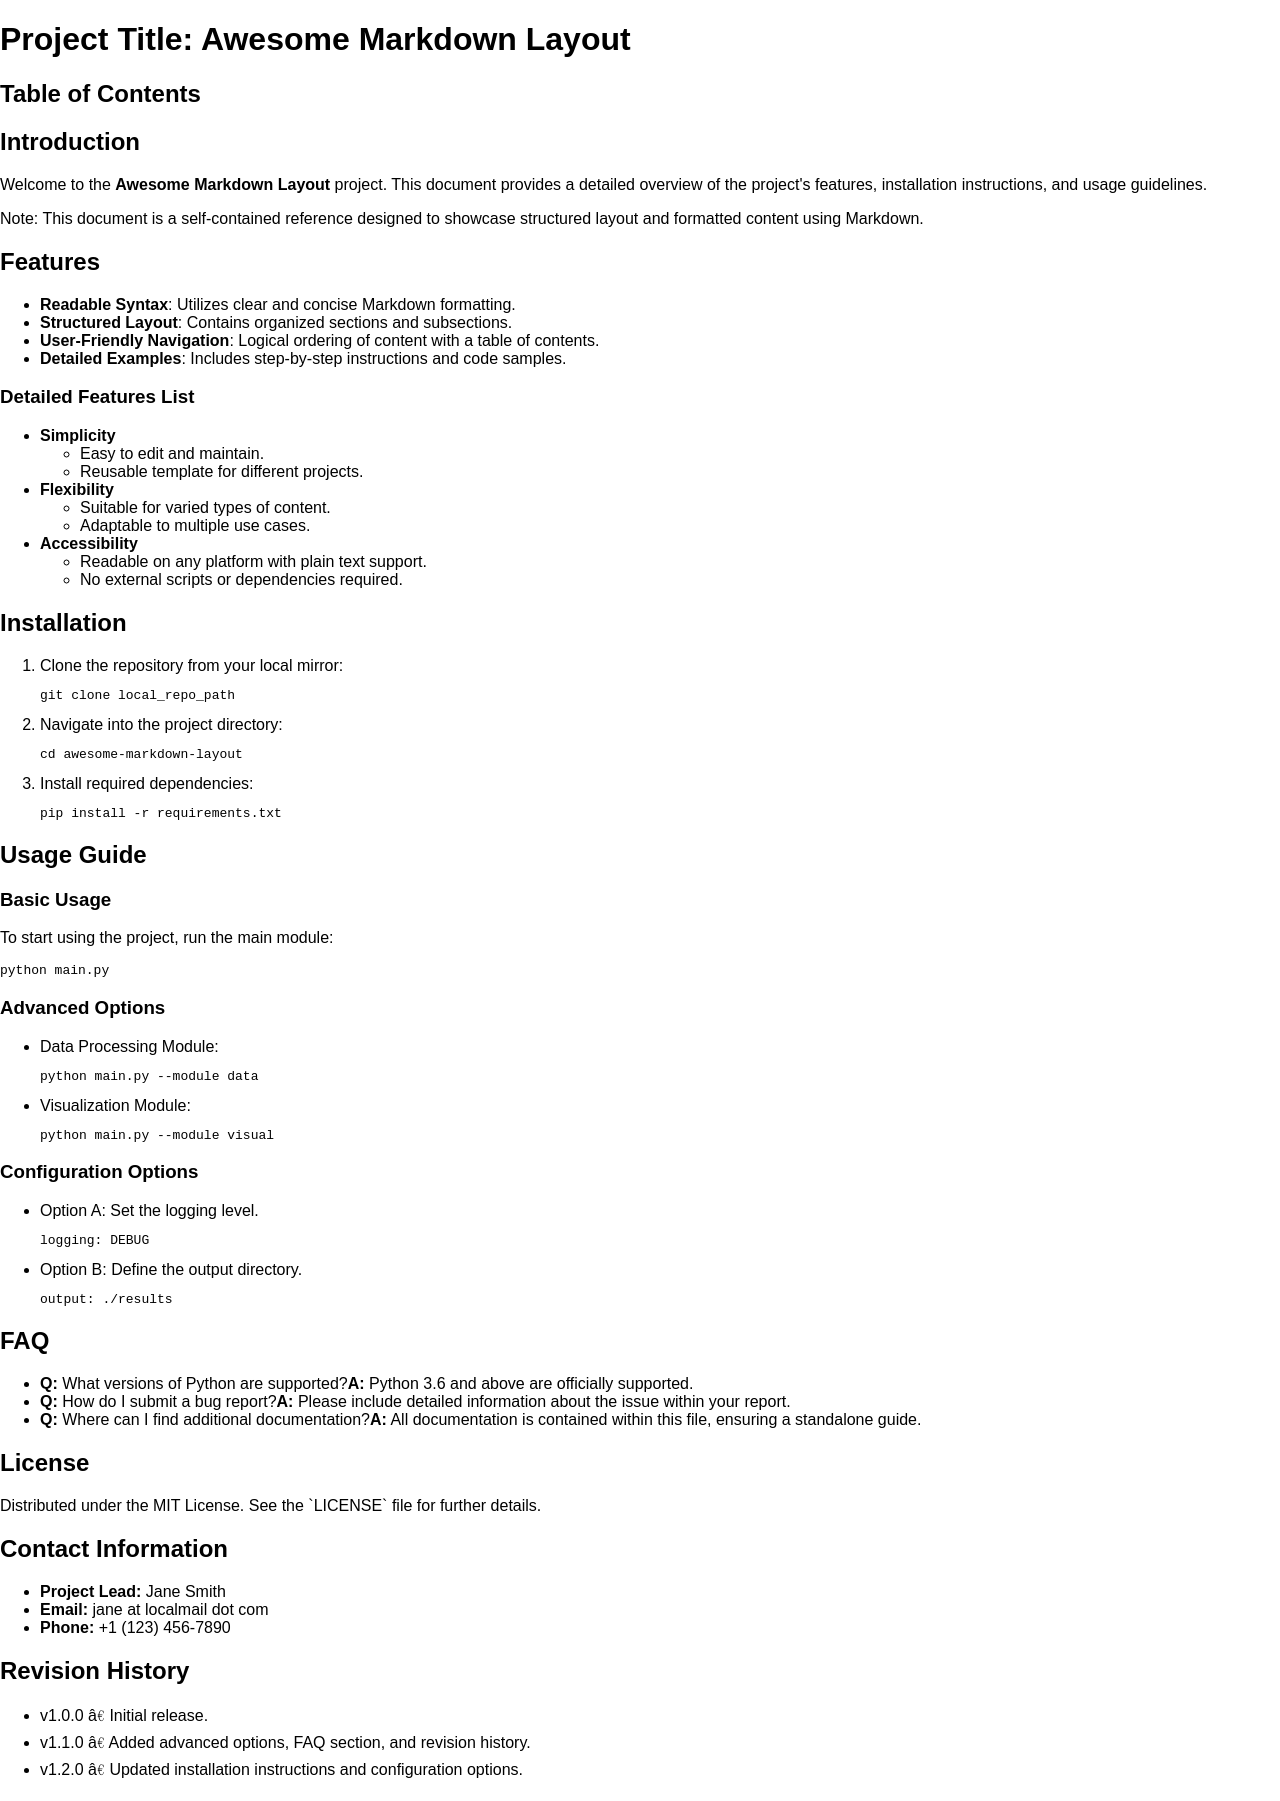 Project Title: Awesome Markdown Layout
Table of Contents
Introduction
Welcome to the Awesome Markdown Layout project. This document provides a detailed overview of the project's features, installation instructions, and usage guidelines.
Note: This document is a self-contained reference designed to showcase structured layout and formatted content using Markdown.
Features
• Readable Syntax: Utilizes clear and concise Markdown formatting.
• Structured Layout: Contains organized sections and subsections.
• User-Friendly Navigation: Logical ordering of content with a table of contents.
• Detailed Examples: Includes step-by-step instructions and code samples.
Detailed Features List
• Simplicity
◦ Easy to edit and maintain.
◦ Reusable template for different projects.
• Flexibility
◦ Suitable for varied types of content.
◦ Adaptable to multiple use cases.
• Accessibility
◦ Readable on any platform with plain text support.
◦ No external scripts or dependencies required.
Installation
1. Clone the repository from your local mirror:
git clone local_repo_path
2. Navigate into the project directory:
cd awesome-markdown-layout
3. Install required dependencies:
pip install -r requirements.txt
Usage Guide
Basic Usage
To start using the project, run the main module:
python main.py
Advanced Options
• Data Processing Module:
python main.py --module data
• Visualization Module:
python main.py --module visual
Configuration Options
• Option A: Set the logging level.
logging: DEBUG
• Option B: Define the output directory.
output: ./results
FAQ
• Q: What versions of Python are supported?A: Python 3.6 and above are officially supported.
• Q: How do I submit a bug report?A: Please include detailed information about the issue within your report.
• Q: Where can I find additional documentation?A: All documentation is contained within this file, ensuring a standalone guide.
License
Distributed under the MIT License. See the `LICENSE` file for further details.
Contact Information
• Project Lead: Jane Smith
• Email: jane at localmail dot com
• Phone: +1 (123) 456-7890
Revision History
• v1.0.0 â€ Initial release.
• v1.1.0 â€ Added advanced options, FAQ section, and revision history.
• v1.2.0 â€ Updated installation instructions and configuration options.